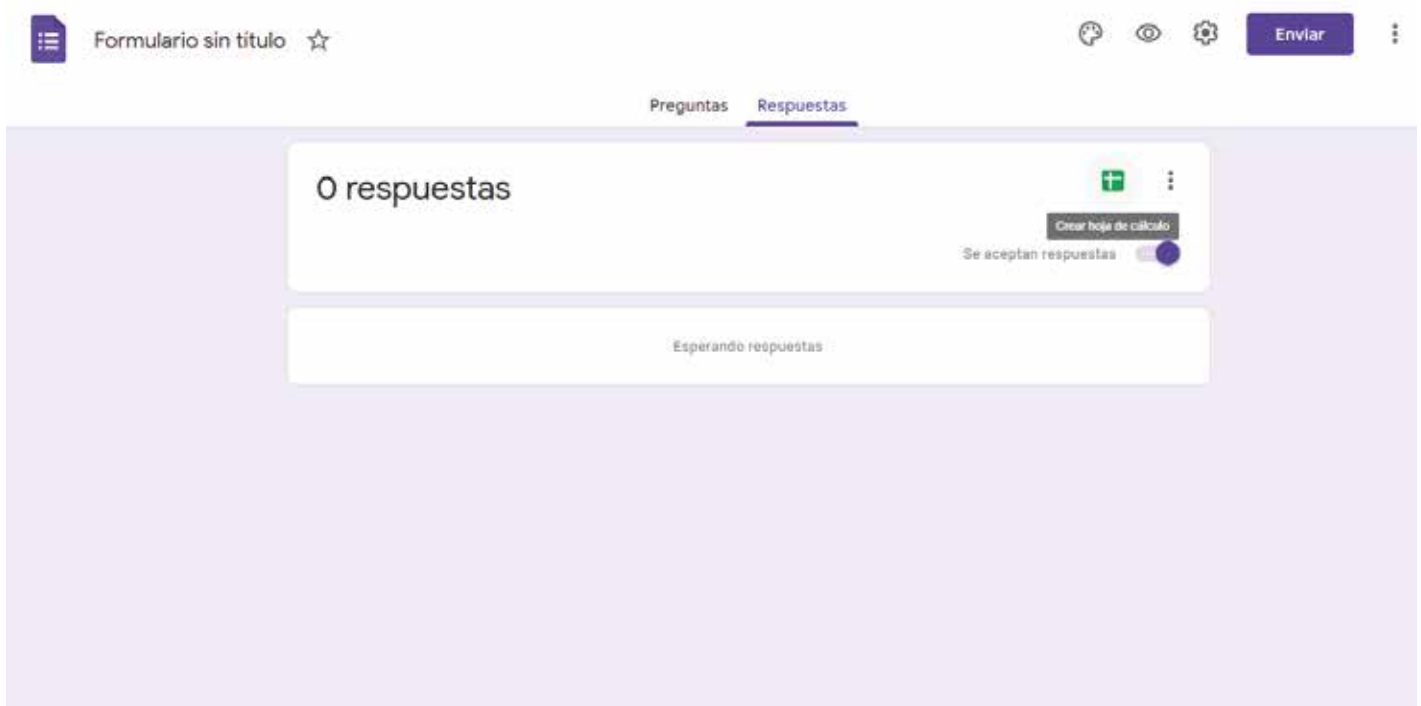 Formulario sin título
Enviar
Preguntas Respuestas
0 respuestas
Crear hoja de cálculo
Se aceptan respuestas
Esperando respuestas